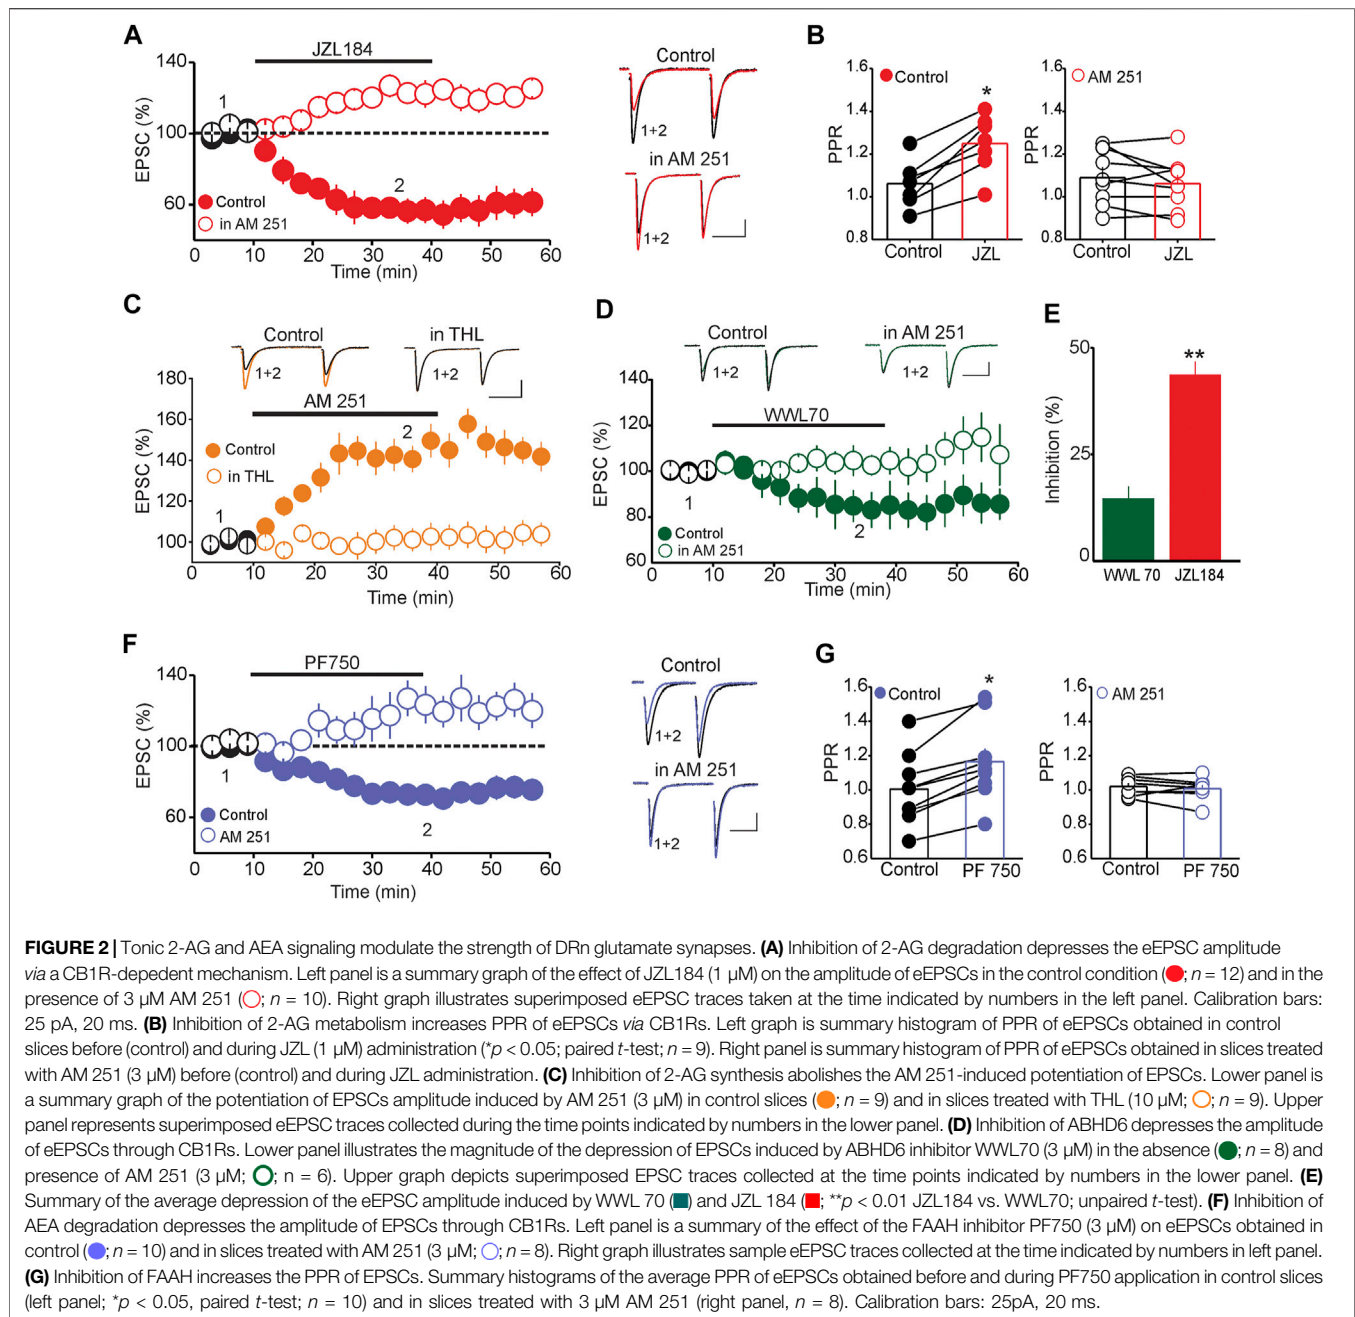 A
JZL184
140
100
60
EPSC (%)
1
2
Control
in AM 251
0 10 20 30 40 50 60
Time (min)
Control
1+2
in AM 251
1+2
B
1.6
1.4
1.2
1.0
0.8
PPR
Control
*
Control JZL
1.6
1.4
1.2
1.0
0.8
PPR
AM 251
Control JZL
C
Control in THL
1+2 1+2
180
160
140
120
100
EPSC (%)
AM 251
2
Control
in THL
1
0 10 20 30 40 50 60
Time (min)
D
Control in AM 251
1+2 1+2
140
120
100
80
60
EPSC (%)
WWL70
1
2
Control
in AM 251
0 10 20 30 40 50 60
Time (min)
E
50
25
0
Inhibition (%)
**
WWL 70 JZL184
F
PF750
140
100
60
EPSC (%)
1
2
Control
AM 251
0 10 20 30 40 50 60
Time (min)
Control
1+2
in AM 251
1+2
G
1.6
1.4
1.2
1.0
0.8
0.6
PPR
Control
*
Control PF 750
1.6
1.4
1.2
1.0
0.8
0.6
PPR
AM 251
Control PF 750
FIGURE 2 | Tonic 2-AG and AEA signaling modulate the strength of DRn glutamate synapses. (A) Inhibition of 2-AG degradation depresses the eEPSC amplitude
via a CB1R-depedent mechanism. Left panel is a summary graph of the effect of JZL184 (1 µM) on the amplitude of eEPSCs in the control condition (●; n = 12) and in the
presence of 3 µM AM 251 (○; n = 10). Right graph illustrates superimposed eEPSC traces taken at the time indicated by numbers in the left panel. Calibration bars:
25 pA, 20 ms. (B) Inhibition of 2-AG metabolism increases PPR of eEPSCs via CB1Rs. Left graph is summary histogram of PPR of eEPSCs obtained in control
slices before (control) and during JZL (1 µM) administration (*p < 0.05; paired t-test; n = 9). Right panel is summary histogram of PPR of eEPSCs obtained in slices treated
with AM 251 (3 µM) before (control) and during JZL administration. (C) Inhibition of 2-AG synthesis abolishes the AM 251-induced potentiation of EPSCs. Lower panel is
a summary graph of the potentiation of EPSCs amplitude induced by AM 251 (3 µM) in control slices (●; n = 9) and in slices treated with THL (10 µM; ○; n = 9). Upper
panel represents superimposed eEPSC traces collected during the time points indicated by numbers in the lower panel. (D) Inhibition of ABHD6 depresses the amplitude
of eEPSCs through CB1Rs. Lower panel illustrates the magnitude of the depression of EPSCs induced by ABHD6 inhibitor WWL70 (3 µM) in the absence (●; n = 8) and
presence of AM 251 (3 µM; ○; n = 6). Upper graph depicts superimposed EPSC traces collected at the time points indicated by numbers in the lower panel. (E)
Summary of the average depression of the eEPSC amplitude induced by WWL 70 (■) and JZL 184 (■; **p < 0.01 JZL184 vs. WWL70; unpaired t-test). (F) Inhibition of
AEA degradation depresses the amplitude of EPSCs through CB1Rs. Left panel is a summary of the effect of the FAAH inhibitor PF750 (3 µM) on eEPSCs obtained in
control (●; n = 10) and in slices treated with AM 251 (3 µM; ○; n = 8). Right graph illustrates sample eEPSC traces collected at the time indicated by numbers in left panel.
(G) Inhibition of FAAH increases the PPR of EPSCs. Summary histograms of the average PPR of eEPSCs obtained before and during PF750 application in control slices
(left panel; *p < 0.05, paired t-test; n = 10) and in slices treated with 3 µM AM 251 (right panel, n = 8). Calibration bars: 25pA, 20 ms.